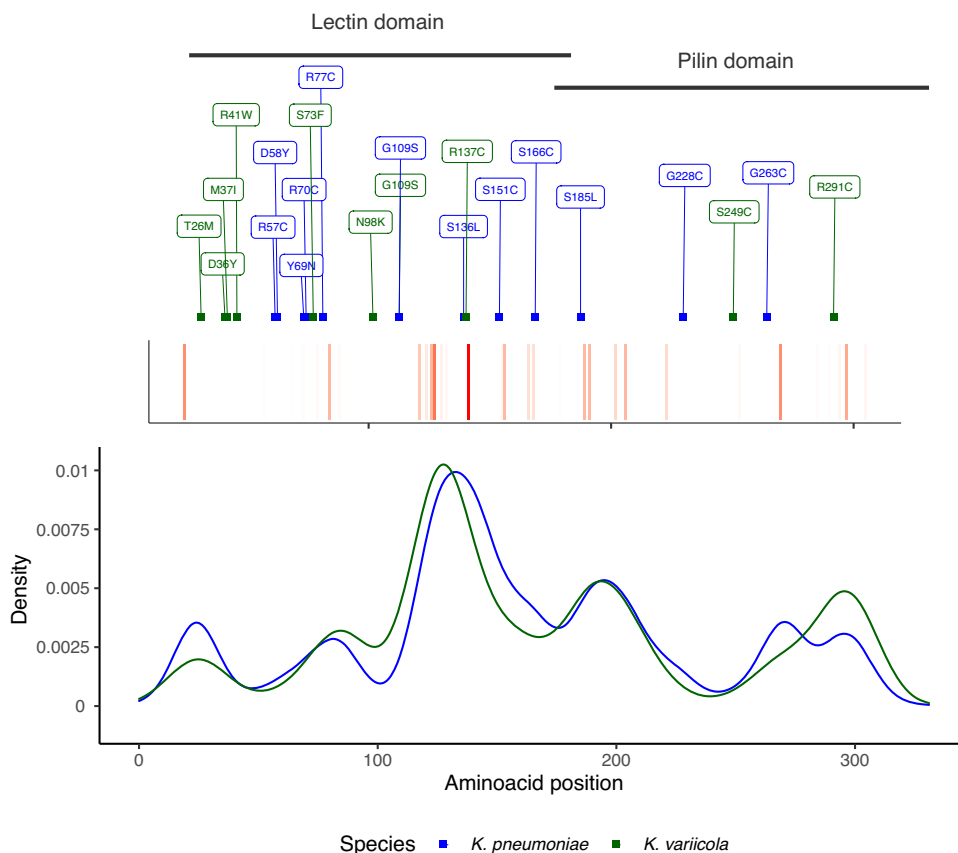 Lectin domain
Pilin domain
R77C
R41W
S73F
D58Y
G109S
R137C
S166C
M37I
R70C
G109S
S151C
S185L
G228C
G263C
R291C
T26M
R57C
N98K
S136L
S249C
D36Y
Y69N
0.01
0.0075
0.005
0.0025
0
Density
0
100
200
300
Aminoacid position
Species
K. pneumoniae
K. variicola